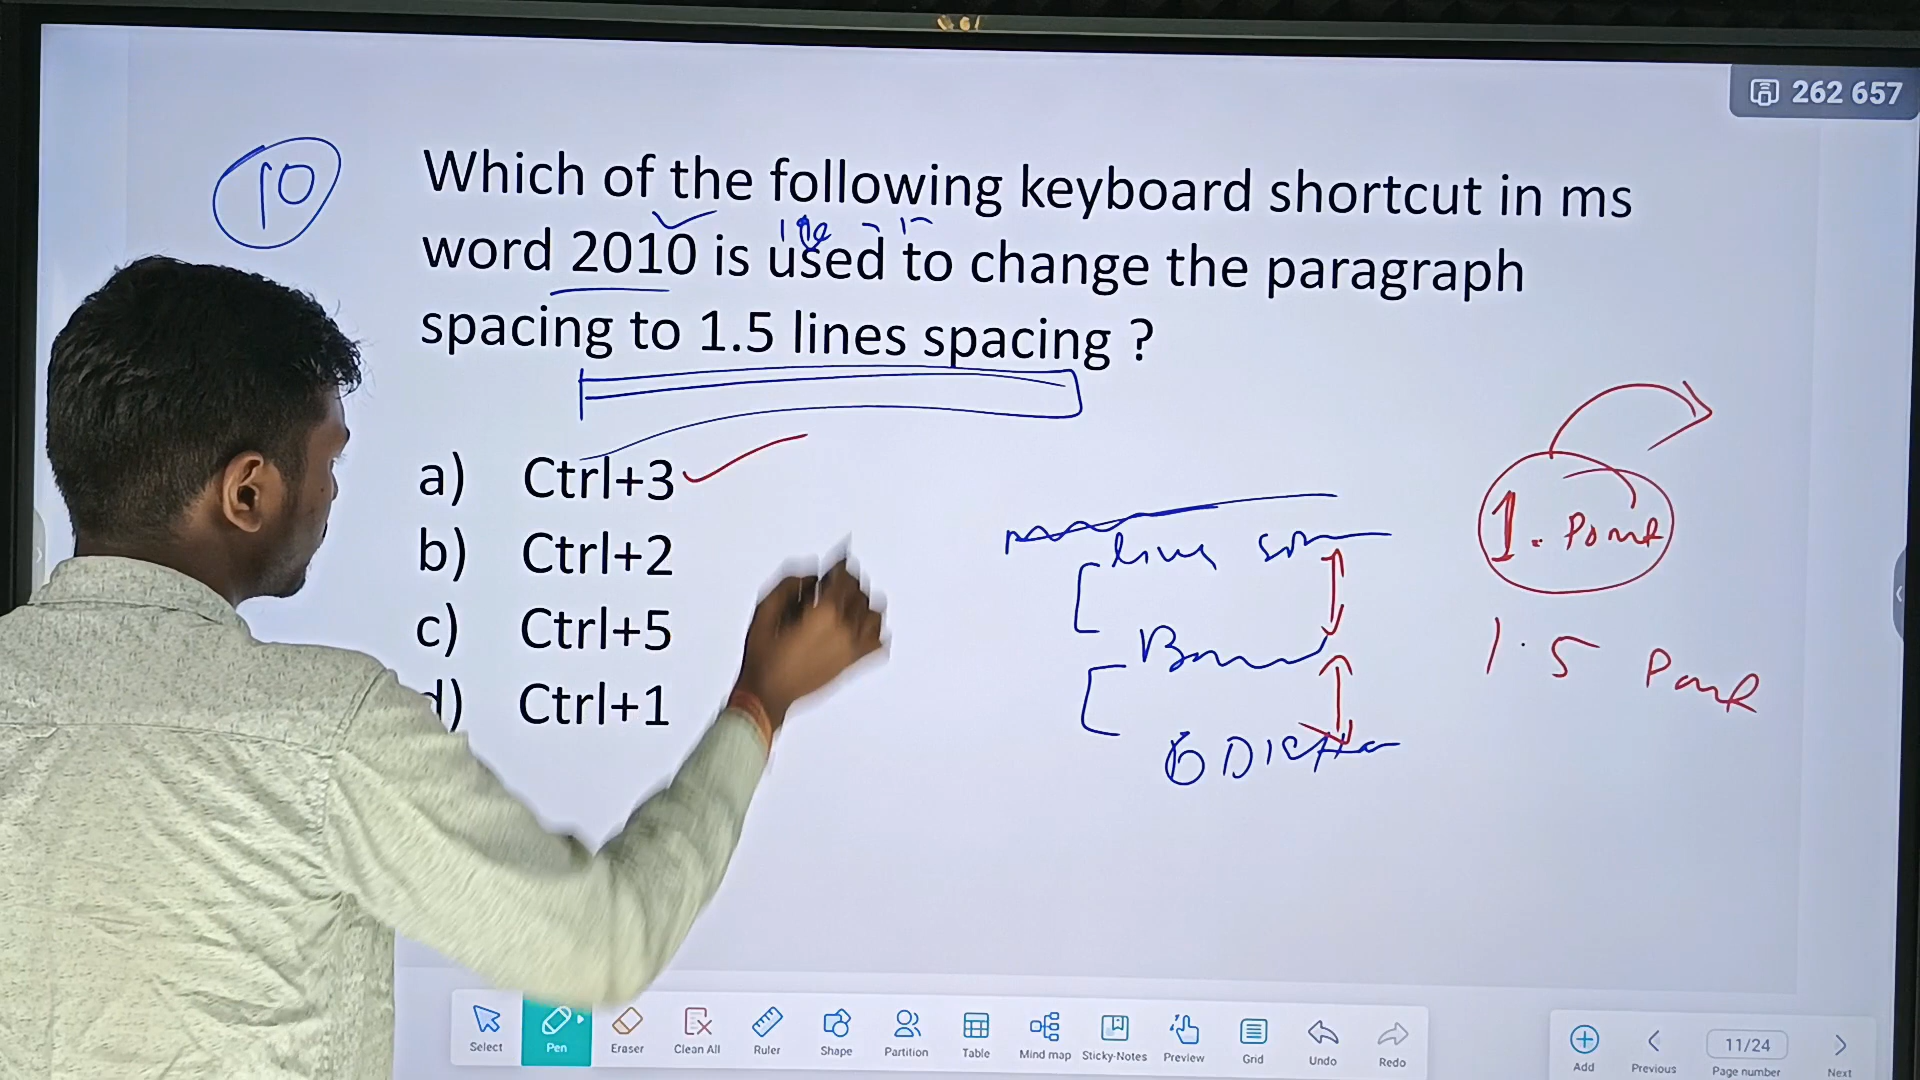 262 657
10
Which of the following keyboard shortcut in ms
word 2010 is used to change the paragraph
spacing to 1.5 lines spacing ?
a) Ctrl+3
b) Ctrl+2
c) Ctrl+5
d) Ctrl+1
1.
1.5
Select
Pen
Eraser
Clean All
Ruler
Shape
Partition
Table
Mind map
Sticky-Notes
Preview
Grid
Undo
Redo
Add
Previous
11/24
Page number
Next